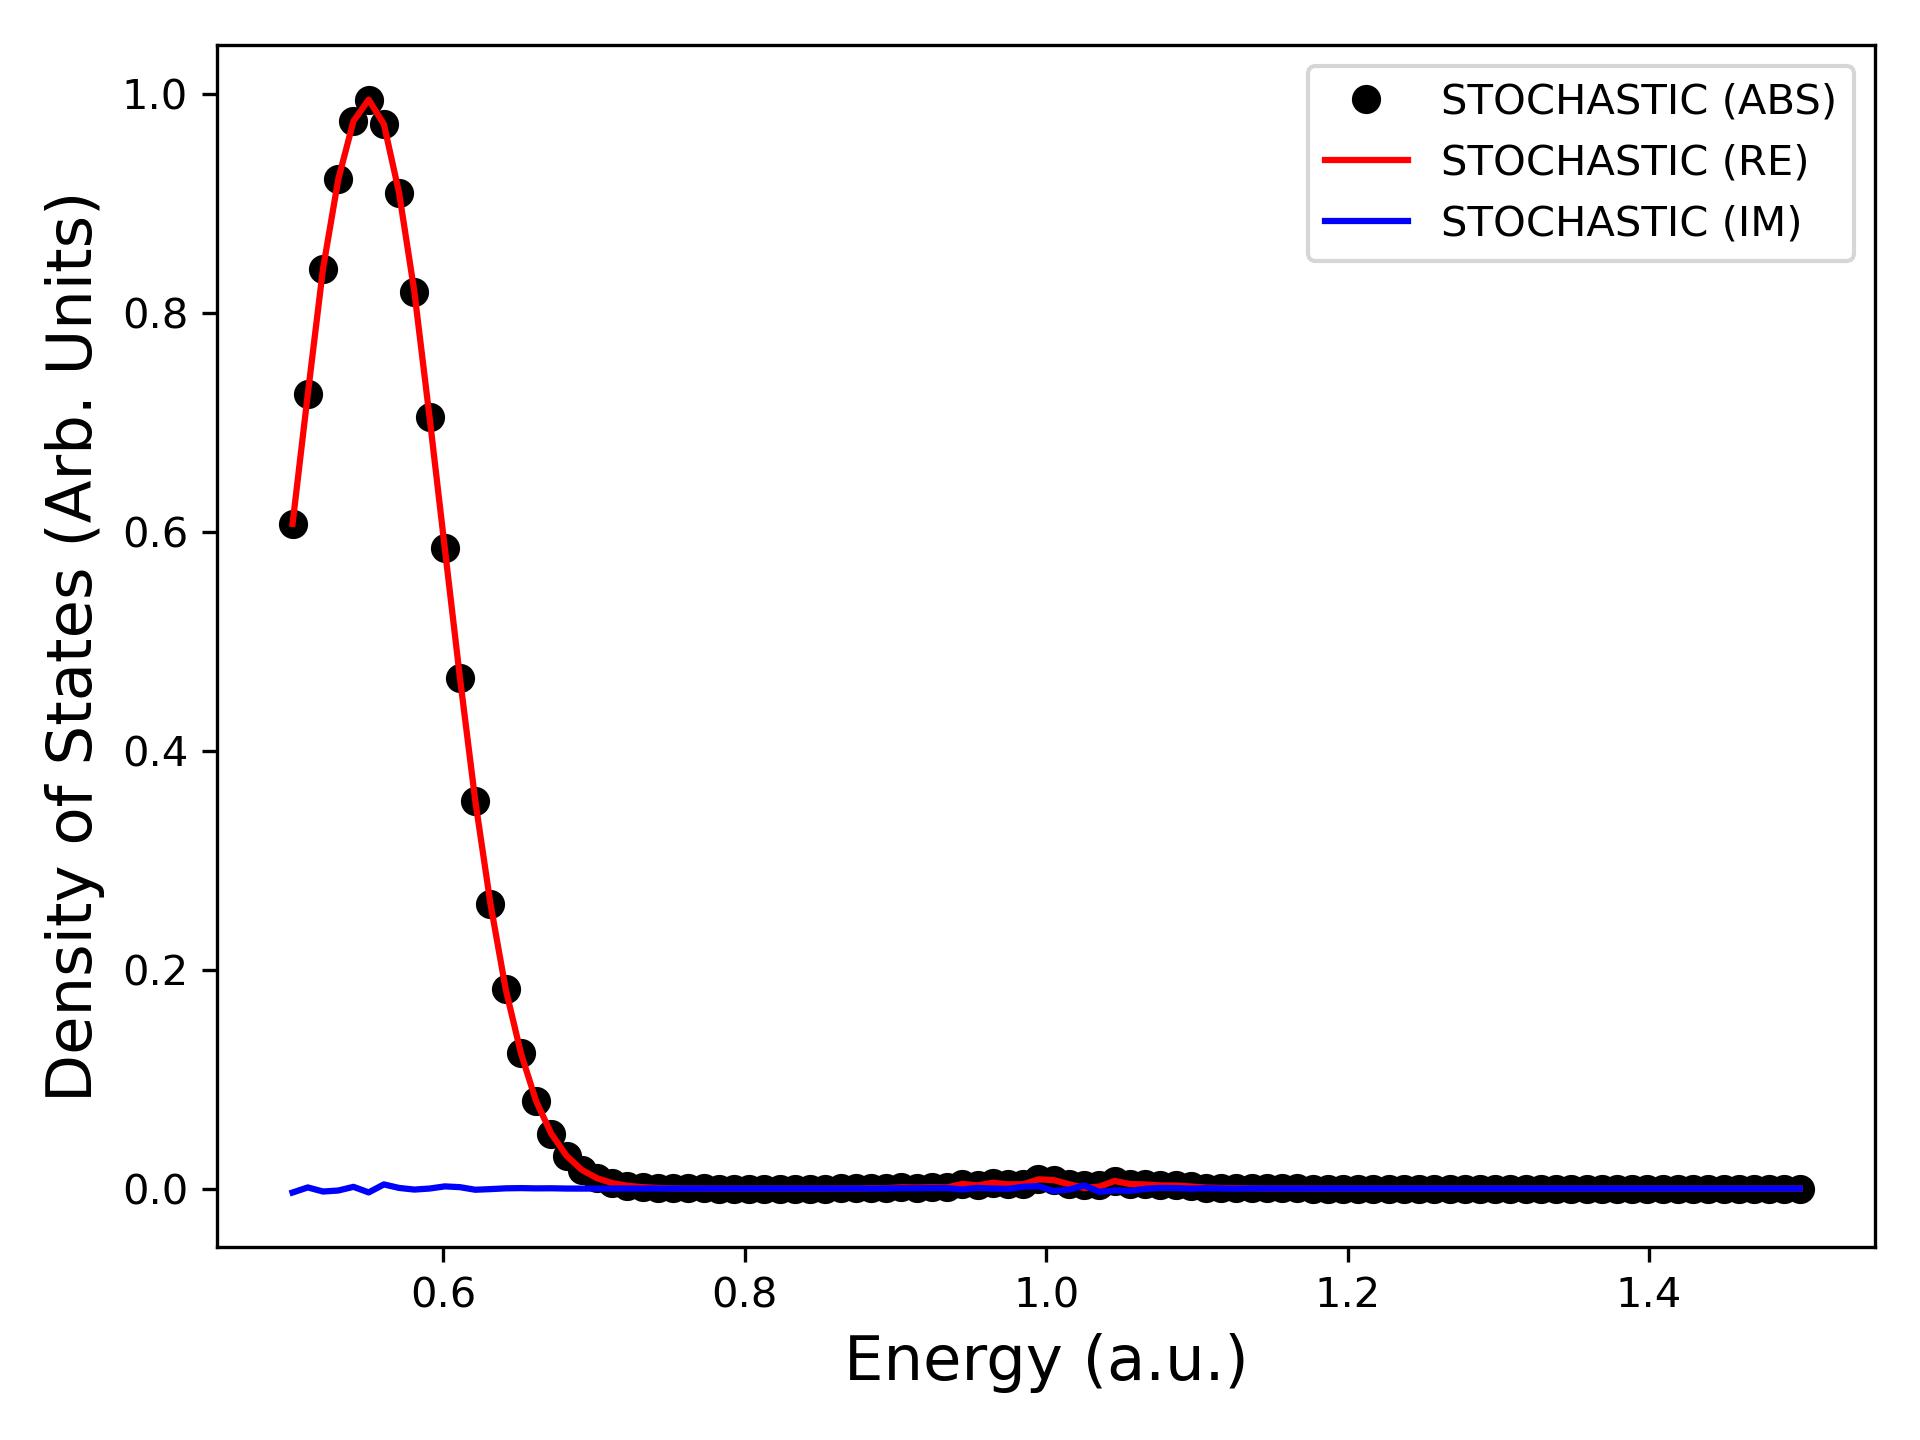 Density of States (Arb. Units)
1.0
0.8
0.6
0.4
0.2
0.0
STOCHASTIC (ABS)
STOCHASTIC (RE)
STOCHASTIC (IM)
0.6 0.8 1.0 1.2 1.4
Energy (a.u.)